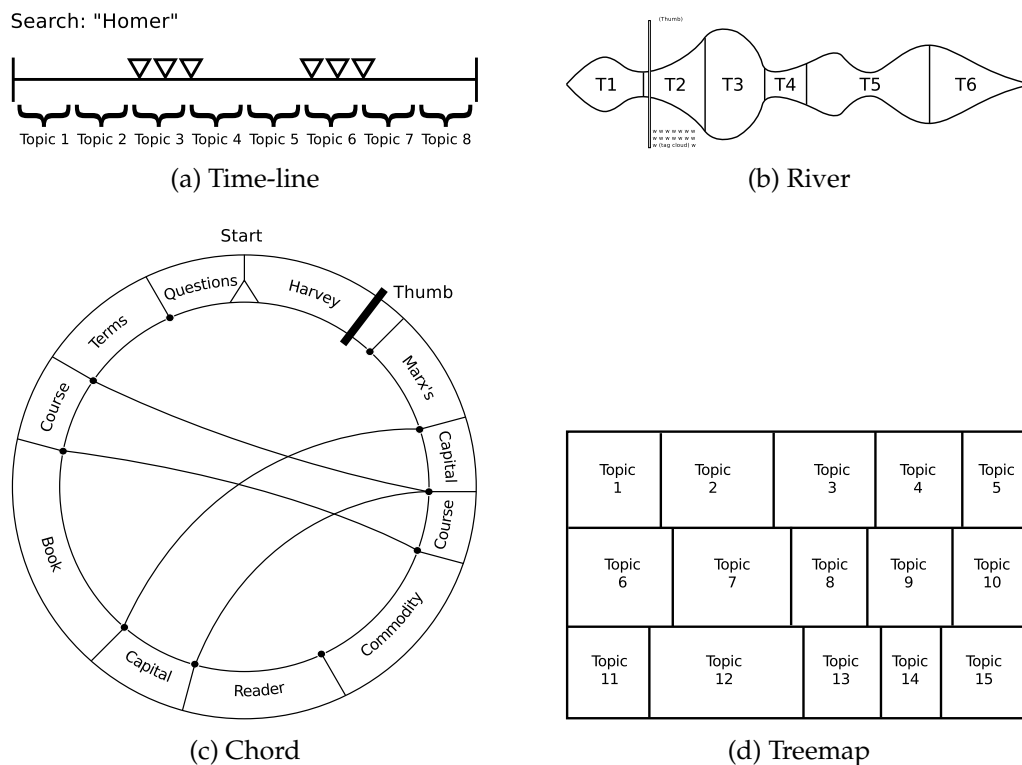 Search: "Homer"
Topic 1 Topic 2 Topic 3 Topic 4 Topic 5 Topic 6 Topic 7 Topic 8
(a) Time-line
(Thumb)
T1 T2 T3 T4 T5 T6
w w w w w w w
w w w w w w w
w (tag cloud) w
(b) River
Start
Thumb
Harvey
Marx's
Capital
Course
Commodity
Reader
Capital
Book
Course
Terms
Questions
(c) Chord
Topic 1
Topic 2
Topic 3
Topic 4
Topic 5
Topic 6
Topic 7
Topic 8
Topic 9
Topic 10
Topic 11
Topic 12
Topic 13
Topic 14
Topic 15
(d) Treemap